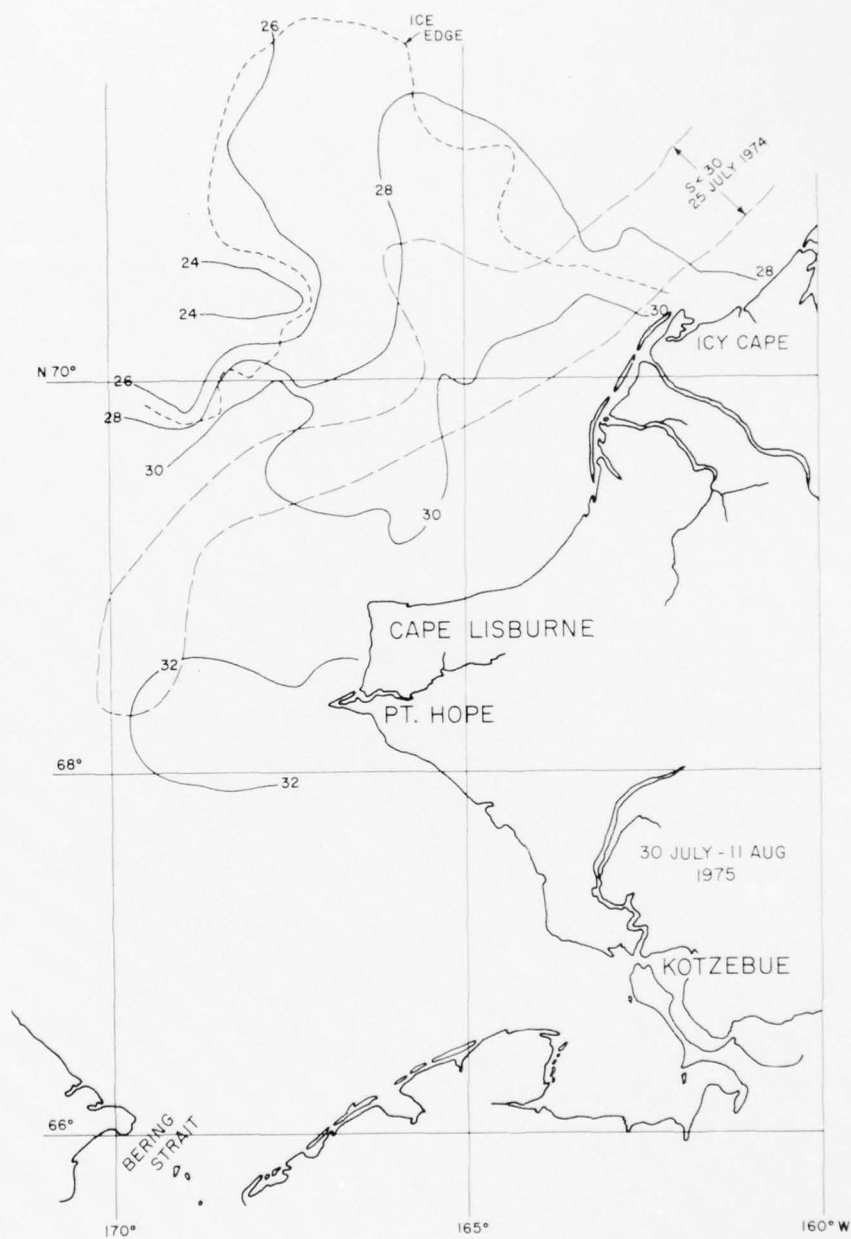 26
ICE
EDGE
S < 30
25 JULY 1974
28
24
24
28
30
ICY CAPE
N 70°
26
28
30
30
CAPE LISBURNE
32
PT. HOPE
68°
32
30 JULY - 11 AUG
1975
KOTZEBUE
66°
BERING
STRAIT
170°
165°
160° W